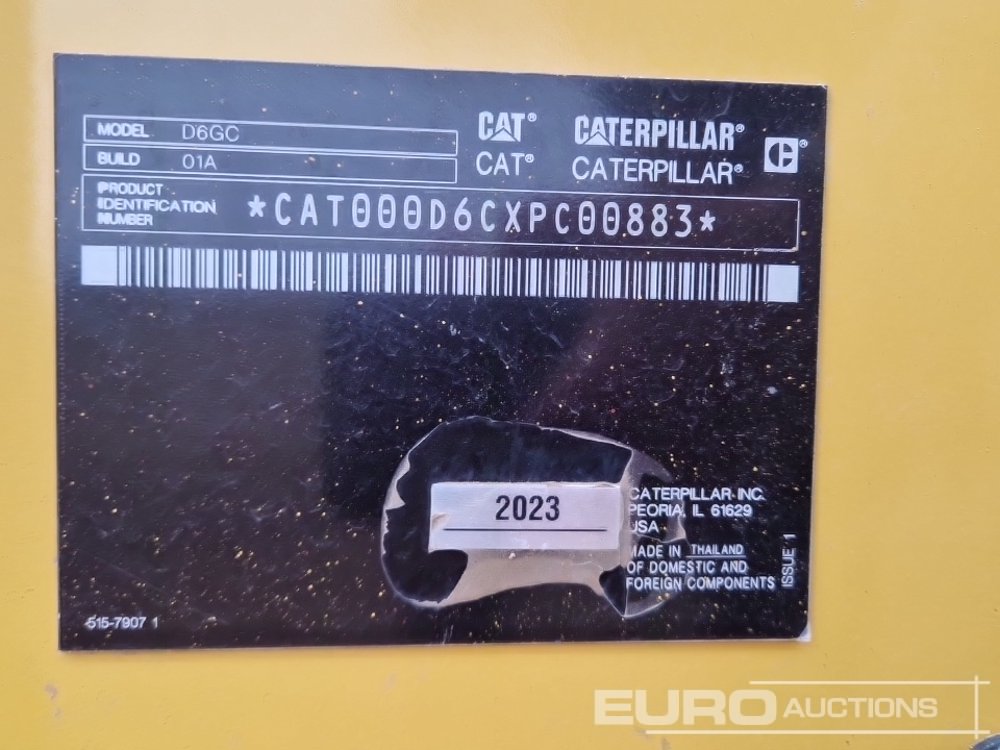 MODEL D6GC
BUILD 01A
CAT® CATERPILLAR®
CAT® CATERPILLAR® C®
PRODUCT
IDENTIFICATION
NUMBER
*CAT000D6CXPC00883*
2023
CATERPILLAR INC.
PEORIA, IL 61629
USA
MADE IN THAILAND
OF DOMESTIC AND
FOREIGN COMPONENTS
ISSUE 1
515-7907 1
EURO AUCTIONS